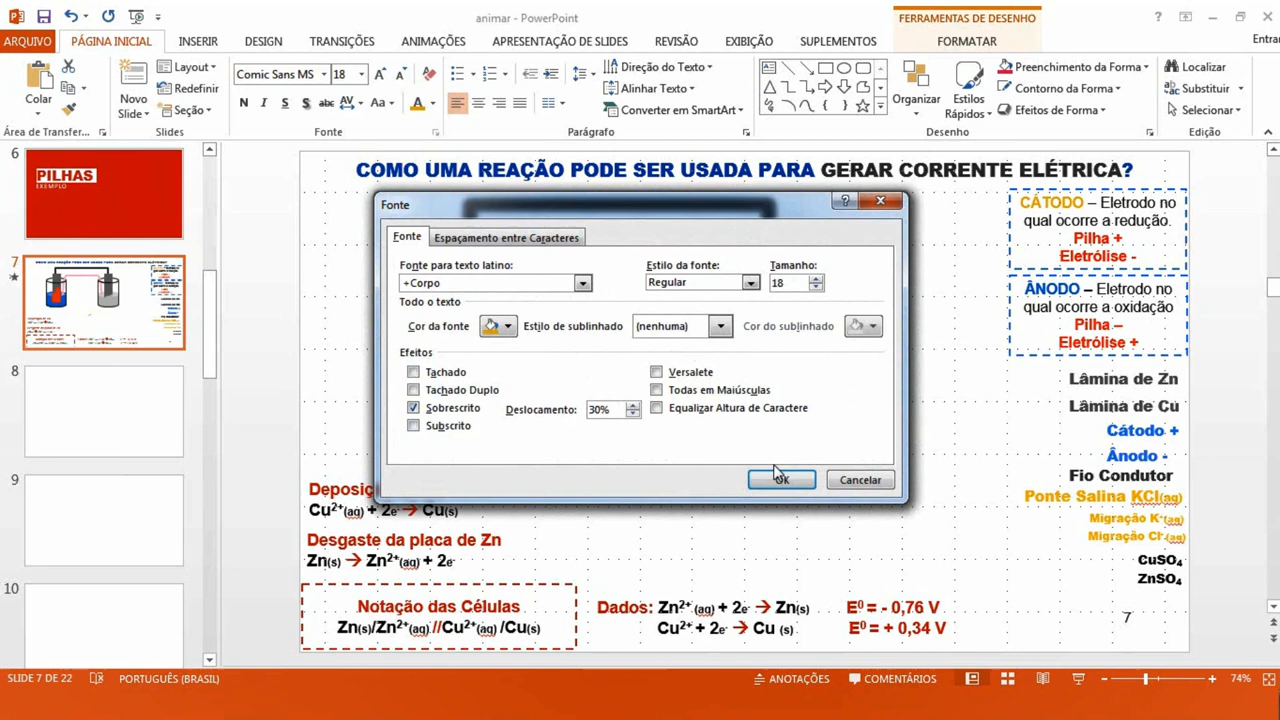 animar - PowerPoint
FERRAMENTAS DE DESENHO
?
ARQUIVO PÁGINA INICIAL INSERIR DESIGN TRANSIÇÕES ANIMAÇÕES APRESENTAÇÃO DE SLIDES REVISÃO EXIBIÇÃO SUPLEMENTOS FORMATAR Entrar
Colar
Novo Slide
Layout
Redefinir
Seção
Comic Sans MS 18
N I S S abc AV Aa A
Direção do Texto
Alinhar Texto
Converter em SmartArt
Organizar
Estilos Rápidos
Preenchimento da Forma
Contorno da Forma
Efeitos de Forma
Localizar
Substituir
Selecionar
Área de Transfer... Slides Fonte Parágrafo Desenho Edição
6
PILHAS
EXEMPLO
7
8
9
10
COMO UMA REAÇÃO PODE SER USADA PARA GERAR CORRENTE ELÉTRICA?
CÁTODO – Eletrodo no
qual ocorre a redução.
Pilha +
Eletrólise -
ÂNODO – Eletrodo no
qual ocorre a oxidação
Pilha –
Eletrólise +
Lâmina de Zn
Lâmina de Cu
Cátodo +
Ânodo -
Fio Condutor
Ponte Salina KCl(aq)
Migração K⁺(aq)
Migração Cl⁻(aq)
CuSO₄
ZnSO₄
Fonte
?
Fonte Espaçamento entre Caracteres
Fonte para texto latino: Estilo da fonte: Tamanho:
+Corpo Regular 18
Todo o texto
Cor da fonte Estilo de sublinhado (nenhuma) Cor do sublinhado
Efeitos
Tachado Versalete
Tachado Duplo Todas em Maiúsculas
Sobrescrito Deslocamento: 30% Equalizar Altura de Caractere
Subscrito
OK Cancelar
Cu²⁺(aq) + 2e⁻ → Cu(s)
Desgaste da placa de Zn
Zn(s) → Zn²⁺(aq) + 2e⁻
Notação das Células
Zn(s)/Zn²⁺(aq) //Cu²⁺(aq) /Cu(s)
Dados: Zn²⁺ (aq) + 2e⁻ → Zn(s) E⁰ = - 0,76 V
Cu²⁺ + 2e⁻ → Cu (s) E⁰ = + 0,34 V
7
SLIDE 7 DE 22 PORTUGUÊS (BRASIL) ANOTAÇÕES COMENTÁRIOS 74%